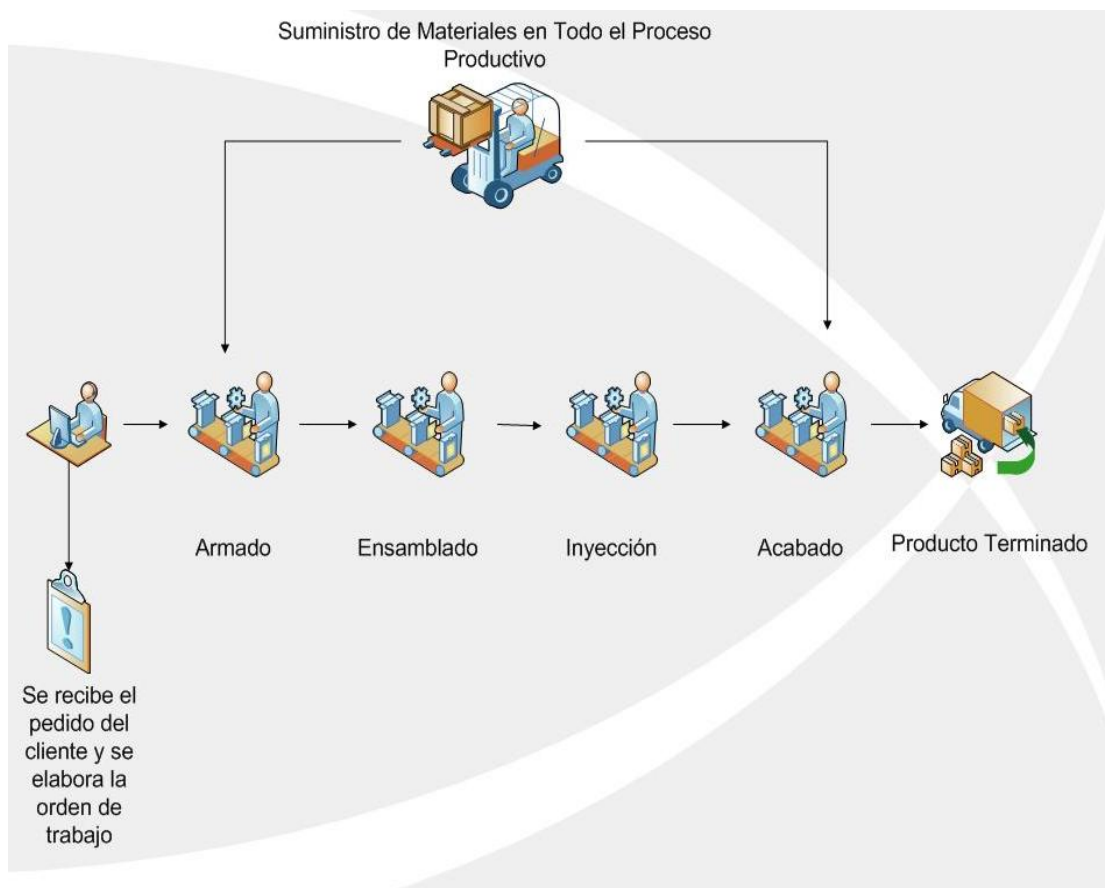 Suministro de Materiales en Todo el Proceso
Productivo
Armado
Ensamblado
Inyección
Acabado
Producto Terminado
Se recibe el
pedido del
cliente y se
elabora la
orden de
trabajo